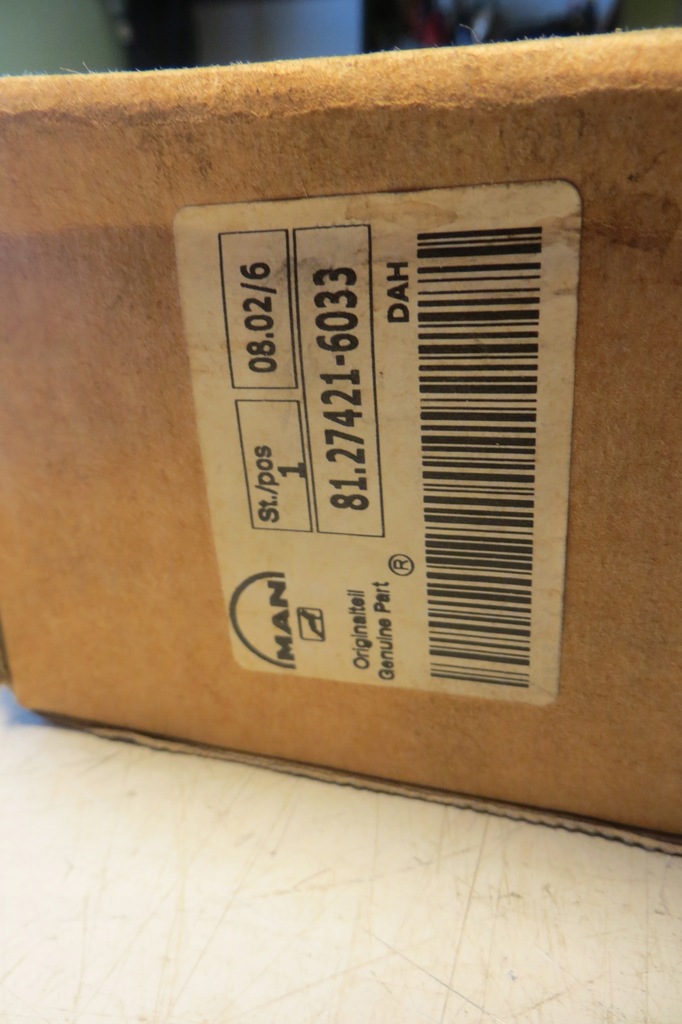 MAN
St./pos
1
08.02/6
81.27421-6033
Originalteil
Genuine Part ®
DAH